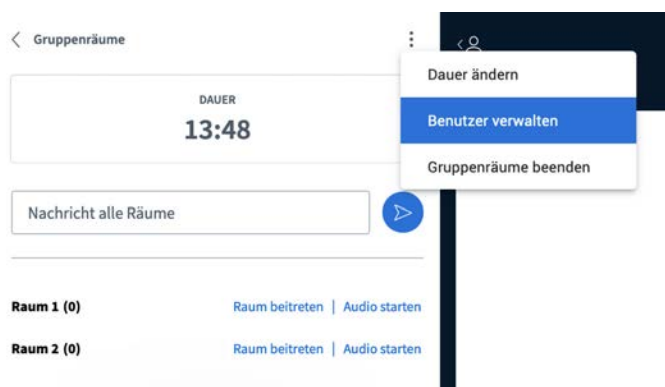 Gruppenräume
Dauer ändern
DAUER
13:48
Benutzer verwalten
Gruppenräume beenden
Nachricht alle Räume
Raum 1 (0) Raum beitreten | Audio starten
Raum 2 (0) Raum beitreten | Audio starten